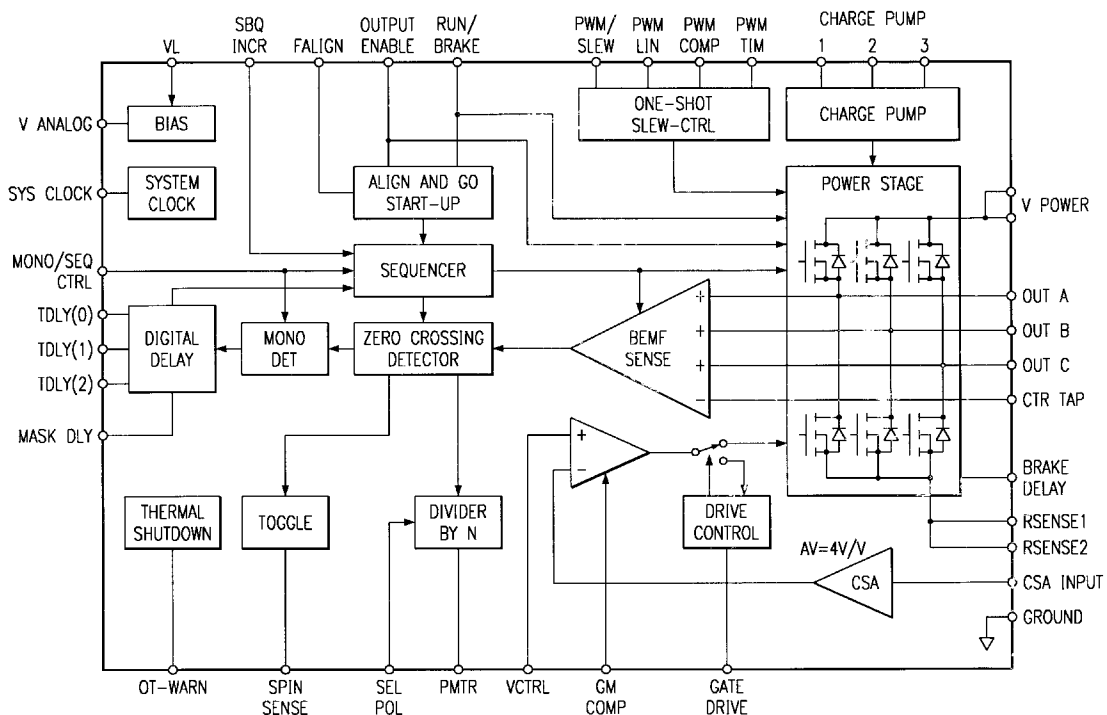 VL
SBQ
INCR
FALIGN
OUTPUT
ENABLE
RUN/
BRAKE
PWM/
SLEW
PWM
LIN
PWM
COMP
PWM
TIM
CHARGE PUMP
1 2 3
V ANALOG
BIAS
ONE-SHOT
SLEW-CTRL
CHARGE PUMP
SYS CLOCK
SYSTEM
CLOCK
ALIGN AND GO
START-UP
POWER STAGE
V POWER
MONO/SEQ
CTRL
SEQUENCER
TDLY(0)
TDLY(1)
TDLY(2)
DIGITAL
DELAY
MONO
DET
ZERO CROSSING
DETECTOR
BEMF
SENSE
+
+
+
−
OUT A
OUT B
OUT C
CTR TAP
MASK DLY
+
−
BRAKE
DELAY
THERMAL
SHUTDOWN
TOGGLE
DIVIDER
BY N
DRIVE
CONTROL
RSENSE1
RSENSE2
AV=4V/V
CSA
CSA INPUT
GROUND
OT-WARN
SPIN
SENSE
SEL
POL
PMTR
VCTRL
GM
COMP
GATE
DRIVE